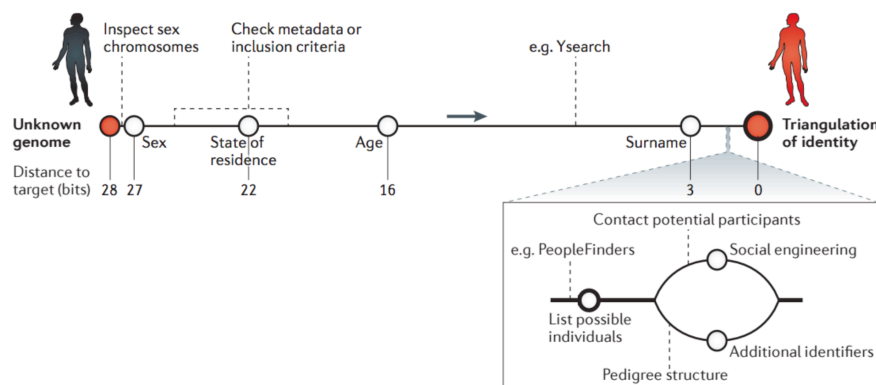 Inspect sex
chromosomes
Check metadata or
inclusion criteria
e.g. Ysearch
Unknown
genome
Sex
State of
residence
Age
Surname
Triangulation
of identity
Distance to
target (bits)
28
27
22
16
3
0
Contact potential participants
e.g. PeopleFinders
Social engineering
List possible
individuals
Additional identifiers
Pedigree structure